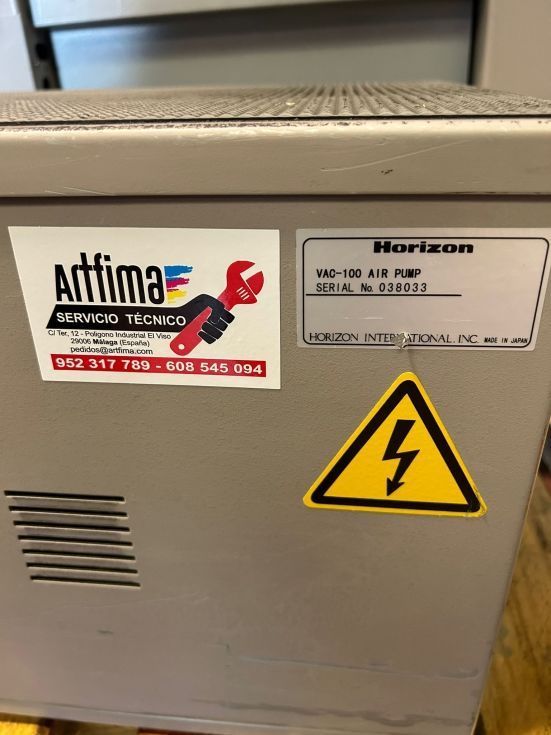 Artfima
SERVICIO TÉCNICO
C/ Ter, 12 - Polígono Industrial El Viso
29006 Málaga (España)
pedidos@artfima.com
952 317 789 - 608 545 094
Horizon
VAC-100 AIR PUMP
SERIAL No. 038033
HORIZON INTERNATIONAL. INC. MADE IN JAPAN